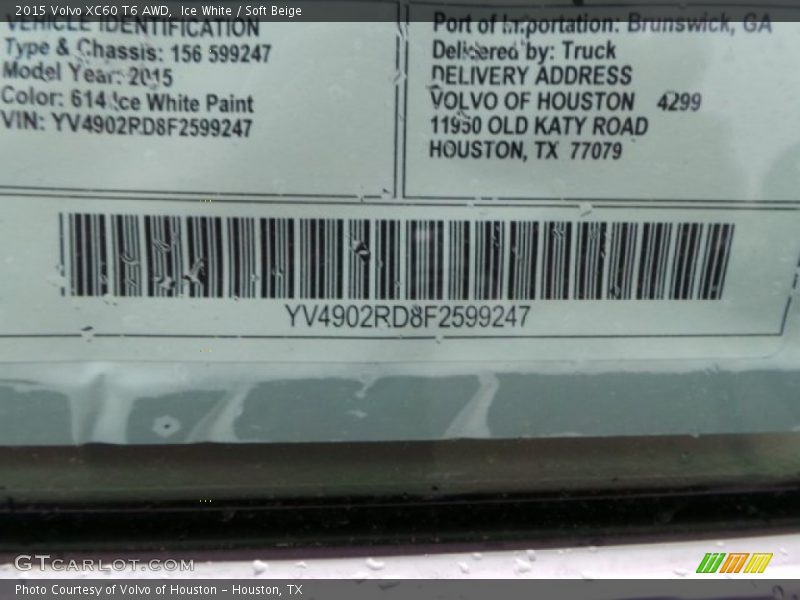 2015 Volvo XC60 T6 AWD,  Ice White / Soft Beige
VEHICLE IDENTIFICATION
Type & Chassis: 156 599247
Model Year: 2015
Color: 614 Ice White Paint
VIN: YV4902RD8F2599247
Port of Importation: Brunswick, GA
Delivered by: Truck
DELIVERY ADDRESS
VOLVO OF HOUSTON 4299
11950 OLD KATY ROAD
HOUSTON, TX 77079
YV4902RD8F2599247
GTCARLOT.COM
Photo Courtesy of Volvo of Houston - Houston, TX